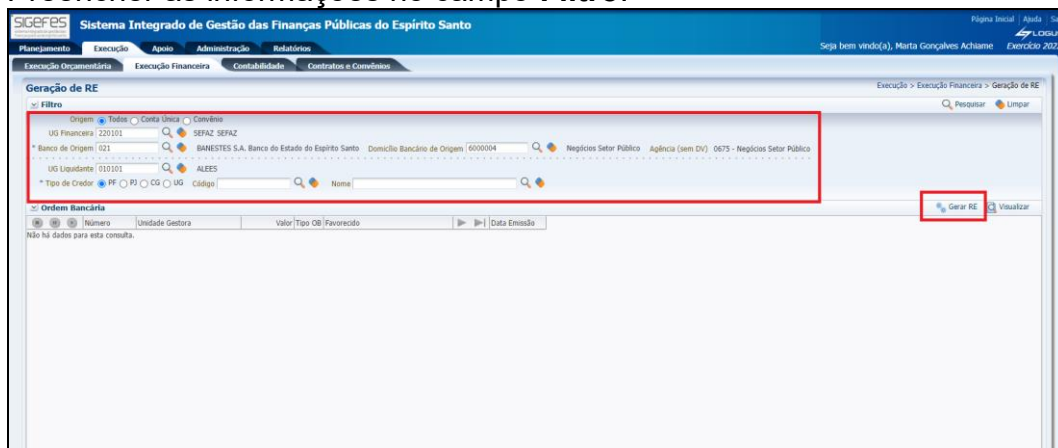 Preencher as informações no campo Filtro.
SIGEFES Sistema Integrado de Gestão das Finanças Públicas do Espírito Santo
Página Inicial | Ajuda | Sa
LOGU
Planejamento Execução Apoio Administração Relatórios
Seja bem vindo(a), Marta Gonçalves Achiame Exercício 202
Execução Orçamentária Execução Financeira Contabilidade Contratos e Convênios
Geração de RE
Execução > Execução Financeira > Geração de RE
Filtro
Pesquisar Limpar
Origem Todos Conta Única Convênio
UG Financeira 220101 SEFAZ SEFAZ
* Banco de Origem 021 BANESTES S.A. Banco do Estado do Espírito Santo Domicílio Bancário de Origem 6000004 Negócios Setor Público Agência (sem DV) 0675 - Negócios Setor Público
UG Liquidante 010101 ALEES
* Tipo de Credor PF PJ CG UG Código Nome
Ordem Bancária
Gerar RE Visualizar
Número Unidade Gestora Valor Tipo OB Favorecido Data Emissão
Não há dados para esta consulta.